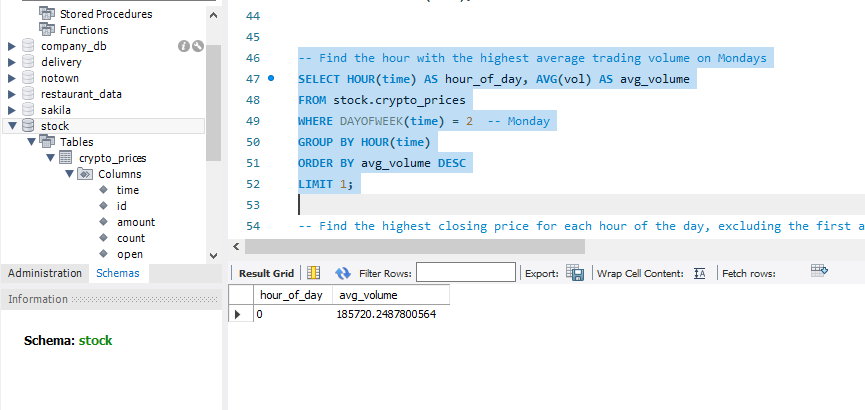 Stored Procedures
Functions
company_db
delivery
notown
restaurant_data
sakila
stock
Tables
crypto_prices
Columns
time
id
amount
count
open
Administration Schemas
Information
Schema: stock
44
45
46 -- Find the hour with the highest average trading volume on Mondays
47 SELECT HOUR(time) AS hour_of_day, AVG(vol) AS avg_volume
48 FROM stock.crypto_prices
49 WHERE DAYOFWEEK(time) = 2 -- Monday
50 GROUP BY HOUR(time)
51 ORDER BY avg_volume DESC
52 LIMIT 1;
53
54 -- Find the highest closing price for each hour of the day, excluding the first a
Result Grid Filter Rows: Export: Wrap Cell Content: Fetch rows:
hour_of_day avg_volume
0 185720.2487800564